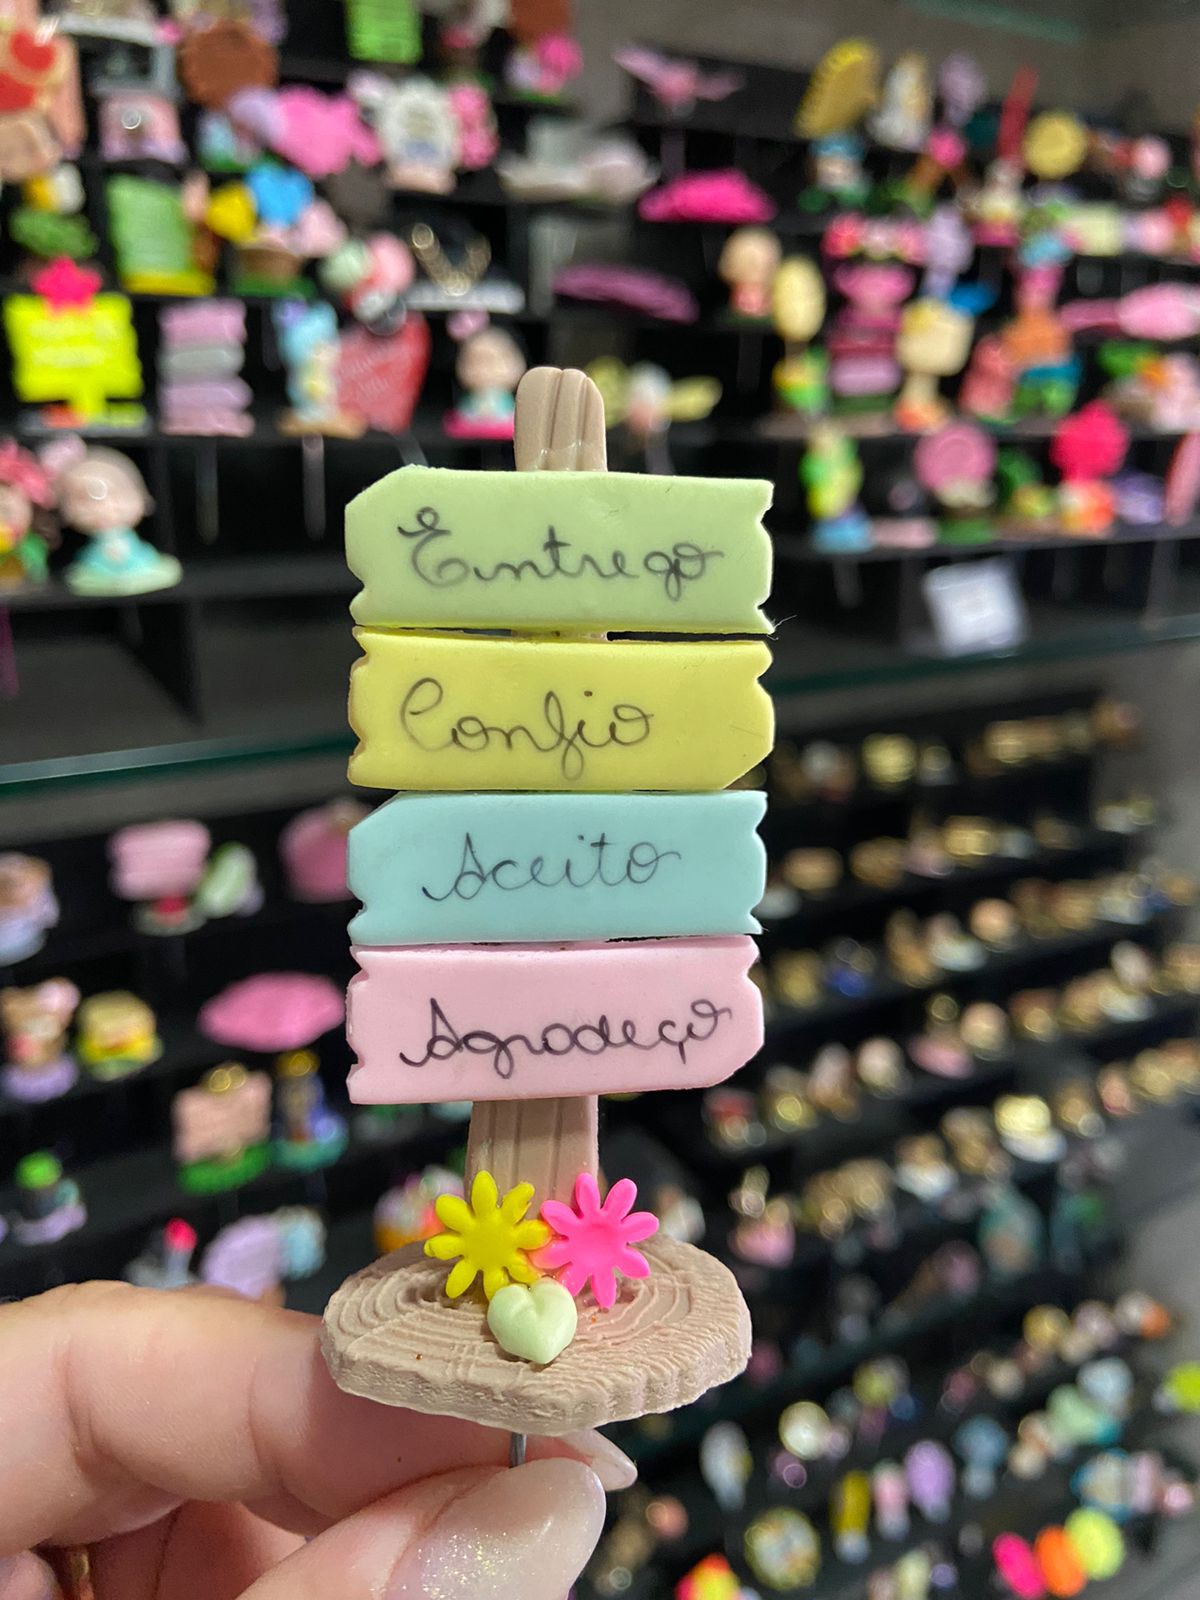 Entrego
Confio
Aceito
Agradeço